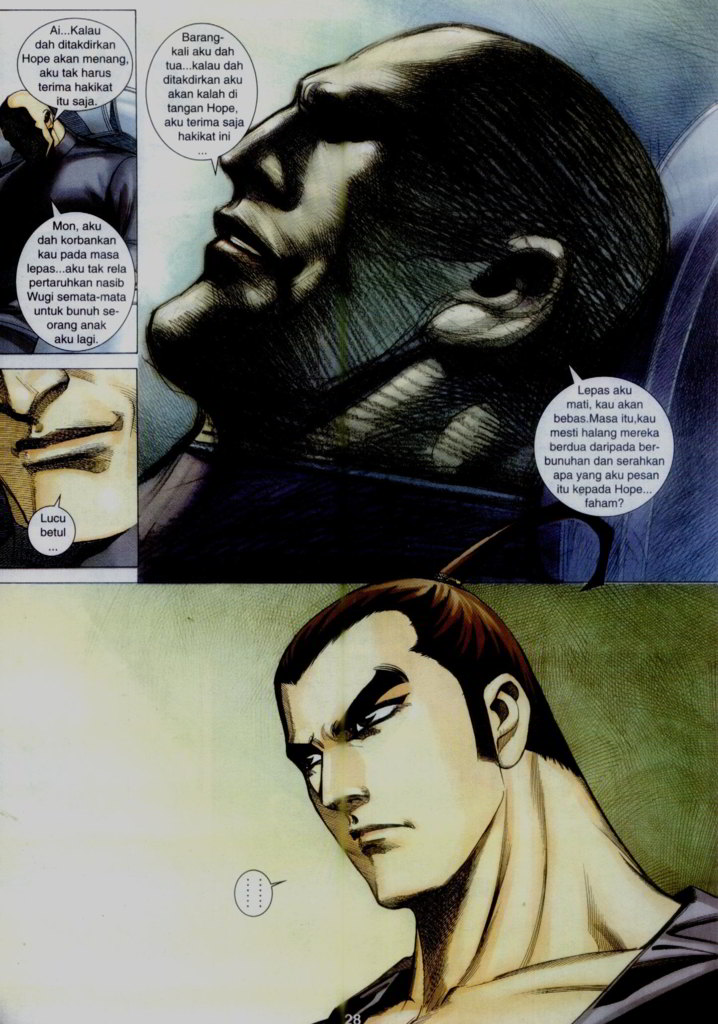 Ai...Kalau
dah ditakdirkan
Hope akan menang,
aku tak harus
terima hakikat
itu saja.
Barang-
kali aku dah
tua...kalau dah
ditakdirkan aku
akan kalah di
tangan Hope,
aku terima saja
hakikat ini
...
Mon, aku
dah korbankan
kau pada masa
lepas...aku tak rela
pertaruhkan nasib
Wugi semata-mata
untuk bunuh se-
orang anak
aku lagi.
Lepas aku
mati, kau akan
bebas.Masa itu,kau
mesti halang mereka
berdua daripada ber-
bunuhan dan serahkan
apa yang aku pesan
itu kepada Hope...
faham?
Lucu
betul
...
............
28